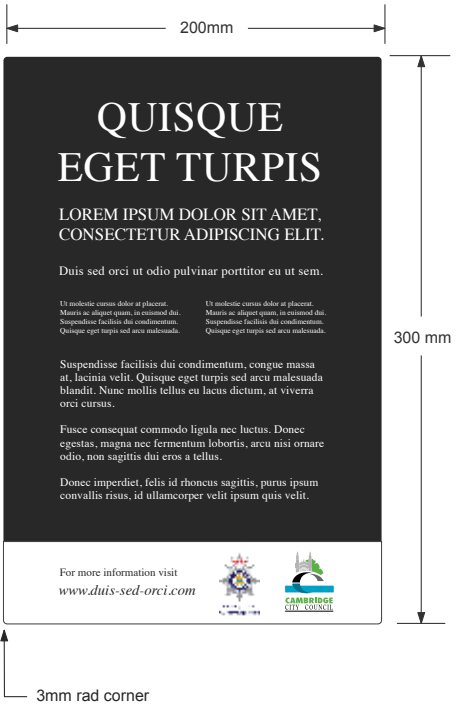 200mm
QUISQUE
EGET TURPIS
LOREM IPSUM DOLOR SIT AMET,
CONSECTETUR ADIPISCING ELIT.
Duis sed orci ut odio pulvinar porttitor eu ut sem.
Ut molestie cursus dolor at placerat.
Mauris ac aliquet quam, in euismod dui.
Suspendisse facilisis dui condimentum.
Quisque eget turpis sed arcu malesuada.
Ut molestie cursus dolor at placerat.
Mauris ac aliquet quam, in euismod dui.
Suspendisse facilisis dui condimentum.
Quisque eget turpis sed arcu malesuada.
300 mm
Suspendisse facilisis dui condimentum, congue massa
at, lacinia velit. Quisque eget turpis sed arcu malesuada
blandit. Nunc mollis tellus eu lacus dictum, at viverra
orci cursus.
Fusce consequat commodo ligula nec luctus. Donec
egestas, magna nec fermentum lobortis, arcu nisi ornare
odio, non sagittis dui eros a tellus.
Donec imperdiet, felis id rhoncus sagittis, purus ipsum
convallis risus, id ullamcorper velit ipsum quis velit.
For more information visit
www.duis-sed-orci.com
CAMBRIDGE
CITY COUNCIL
3mm rad corner